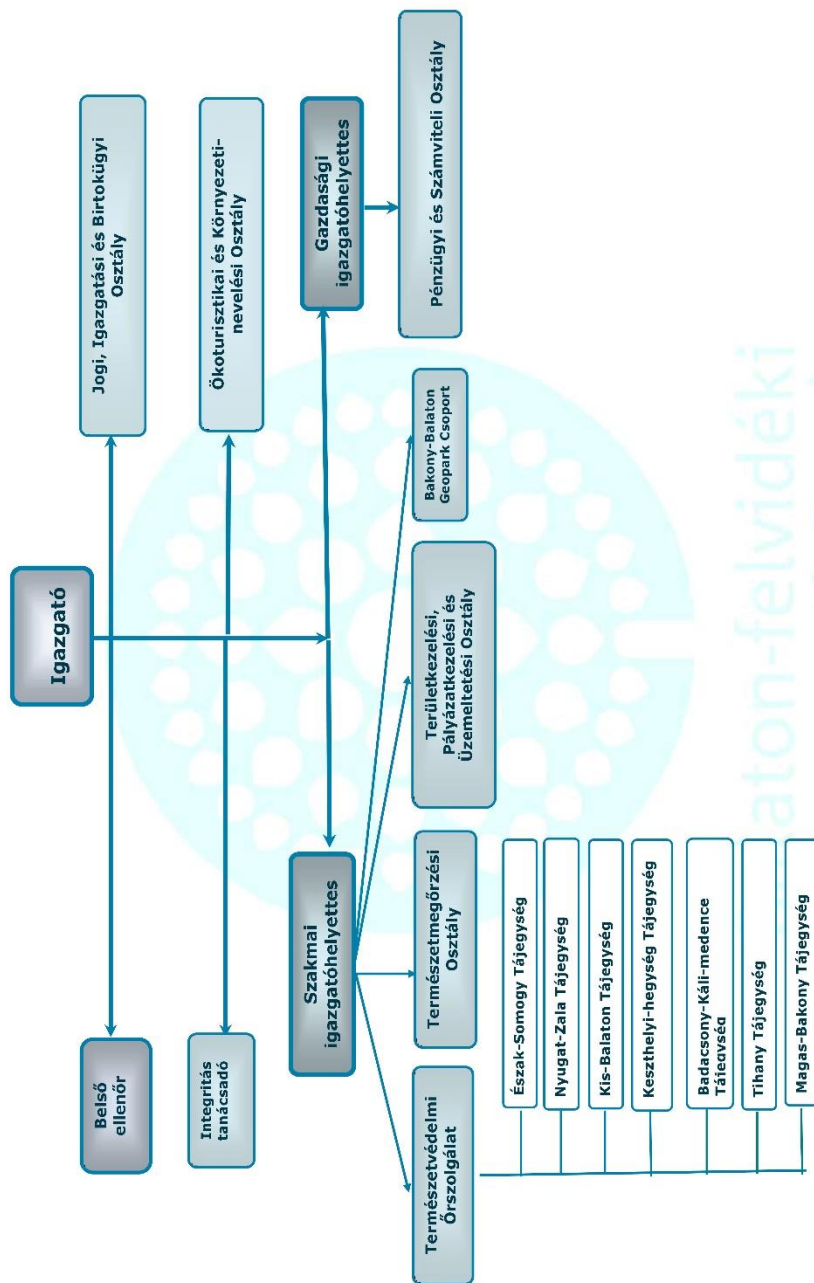 Igazgató
Belső
ellenőr
Jogi, Igazgatási és Birtokügyi
Osztály
Integritás
tanácsadó
Ökoturisztikai és Környezeti-
nevelési Osztály
Szakmai
igazgatóhelyettes
Gazdasági
igazgatóhelyettes
Természetvédelmi
Őrszolgálat
Természetmegőrzési
Osztály
Területkezelési,
Pályázatkezelési és
Üzemeltetési Osztály
Bakony-Balaton
Geopark Csoport
Pénzügyi és Számviteli Osztály
Észak-Somogy Tájegység
Nyugat-Zala Tájegység
Kis-Balaton Tájegység
Keszthelyi-hegység Tájegység
Badacsony-Káli-medence
Tájegység
Tihany Tájegység
Magas-Bakony Tájegység
aton-felvidéki